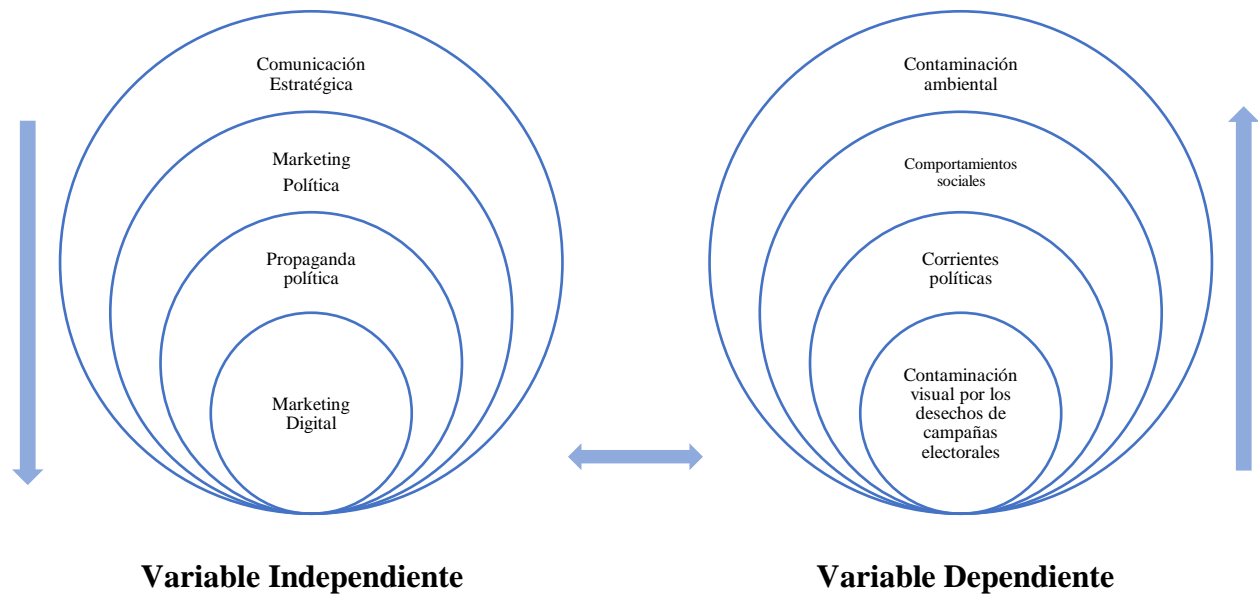 Comunicación
Estratégica
Marketing
Política
Propaganda
política
Marketing
Digital
Contaminación
ambiental
Comportamientos
sociales
Corrientes
políticas
Contaminación
visual por los
desechos de
campañas
electorales
Variable Independiente
Variable Dependiente